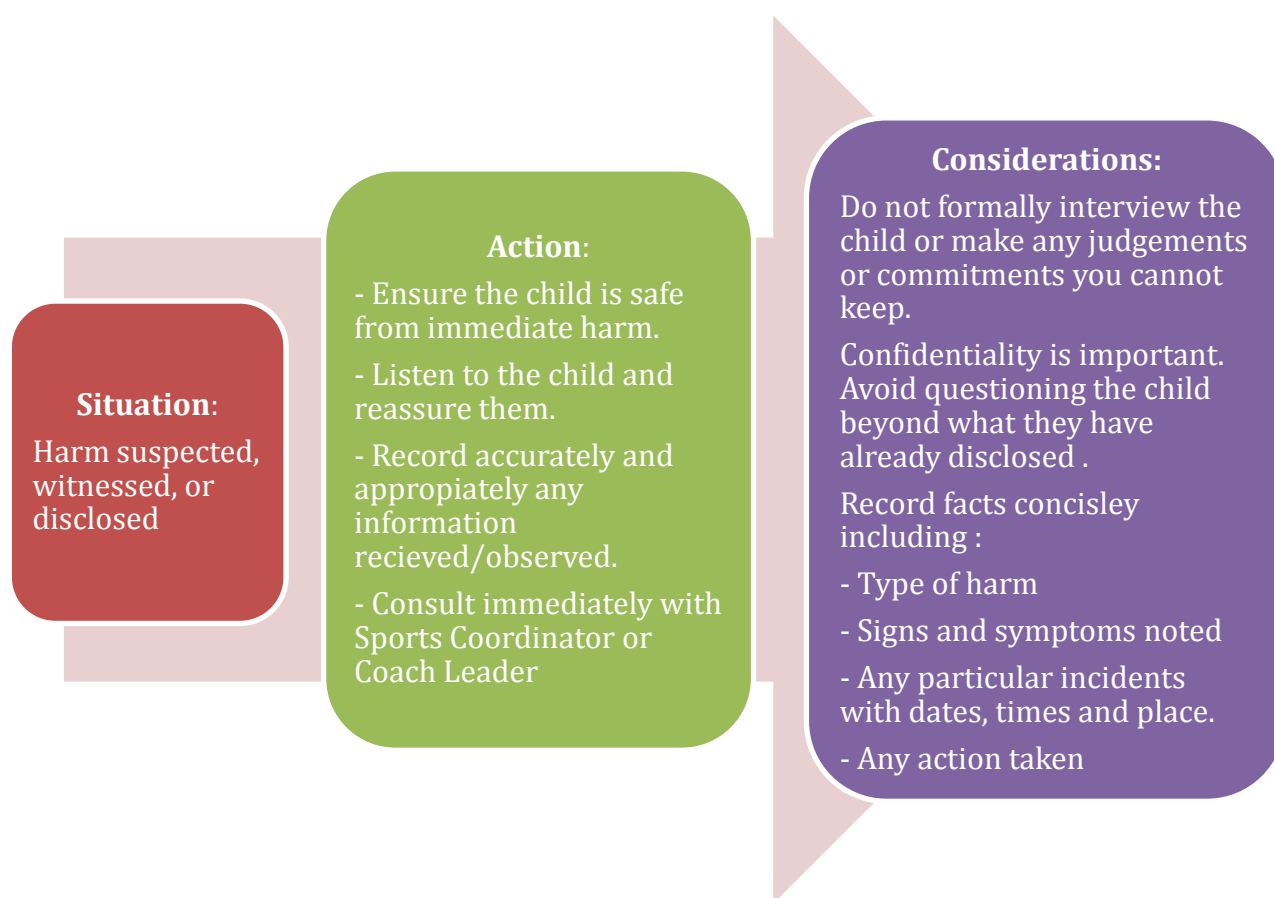 Situation:
Harm suspected,
witnessed, or
disclosed
Action:
- Ensure the child is safe
from immediate harm.
- Listen to the child and
reassure them.
- Record accurately and
appropiately any
information
recieved/observed.
- Consult immediately with
Sports Coordinator or
Coach Leader
Considerations:
Do not formally interview the
child or make any judgements
or commitments you cannot
keep.
Confidentiality is important.
Avoid questioning the child
beyond what they have
already disclosed .
Record facts concisley
including :
- Type of harm
- Signs and symptoms noted
- Any particular incidents
with dates, times and place.
- Any action taken